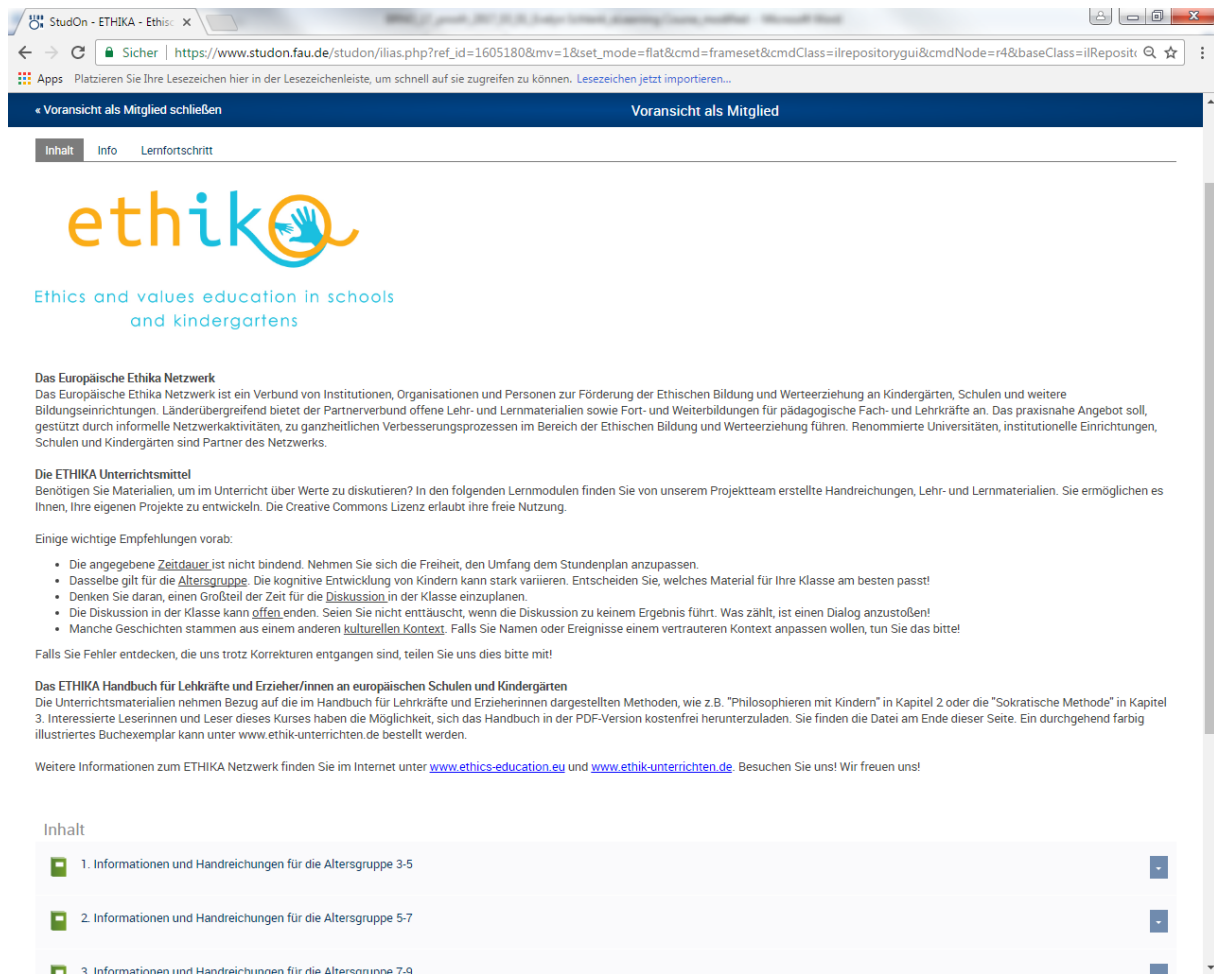 StudOn - ETHIKA - Ethisc
Sicher | https://www.studon.fau.de/studon/ilias.php?ref_id=1605180&mv=1&set_mode=flat&cmd=frameset&cmdClass=ilrepositorygui&cmdNode=r4&baseClass=ilReposito
Apps Platzieren Sie Ihre Lesezeichen hier in der Lesezeichenleiste, um schnell auf sie zugreifen zu können. Lesezeichen jetzt importieren...
« Voransicht als Mitglied schließen
Voransicht als Mitglied
Inhalt Info Lernfortschritt
ethika
Ethics and values education in schools
and kindergartens
Das Europäische Ethika Netzwerk
Das Europäische Ethika Netzwerk ist ein Verbund von Institutionen, Organisationen und Personen zur Förderung der Ethischen Bildung und Werteerziehung an Kindergärten, Schulen und weitere
Bildungseinrichtungen. Länderübergreifend bietet der Partnerverbund offene Lehr- und Lernmaterialien sowie Fort- und Weiterbildungen für pädagogische Fach- und Lehrkräfte an. Das praxisnahe Angebot soll,
gestützt durch informelle Netzwerkaktivitäten, zu ganzheitlichen Verbesserungsprozessen im Bereich der Ethischen Bildung und Werteerziehung führen. Renommierte Universitäten, institutionelle Einrichtungen,
Schulen und Kindergärten sind Partner des Netzwerks.
Die ETHIKA Unterrichtsmittel
Benötigen Sie Materialien, um im Unterricht über Werte zu diskutieren? In den folgenden Lernmodulen finden Sie von unserem Projektteam erstellte Handreichungen, Lehr- und Lernmaterialien. Sie ermöglichen es
Ihnen, Ihre eigenen Projekte zu entwickeln. Die Creative Commons Lizenz erlaubt ihre freie Nutzung.
Einige wichtige Empfehlungen vorab:
• Die angegebene Zeitdauer ist nicht bindend. Nehmen Sie sich die Freiheit, den Umfang dem Stundenplan anzupassen.
• Dasselbe gilt für die Altersgruppe. Die kognitive Entwicklung von Kindern kann stark variieren. Entscheiden Sie, welches Material für Ihre Klasse am besten passt!
• Denken Sie daran, einen Großteil der Zeit für die Diskussion in der Klasse einzuplanen.
• Die Diskussion in der Klasse kann offen enden. Seien Sie nicht enttäuscht, wenn die Diskussion zu keinem Ergebnis führt. Was zählt, ist einen Dialog anzustoßen!
• Manche Geschichten stammen aus einem anderen kulturellen Kontext. Falls Sie Namen oder Ereignisse einem vertrauteren Kontext anpassen wollen, tun Sie das bitte!
Falls Sie Fehler entdecken, die uns trotz Korrekturen entgangen sind, teilen Sie uns dies bitte mit!
Das ETHIKA Handbuch für Lehkräfte und Erzieher/innen an europäischen Schulen und Kindergärten
Die Unterrichtsmaterialien nehmen Bezug auf die im Handbuch für Lehrkräfte und Erzieherinnen dargestellten Methoden, wie z.B. "Philosophieren mit Kindern" in Kapitel 2 oder die "Sokratische Methode" in Kapitel
3. Interessierte Leserinnen und Leser dieses Kurses haben die Möglichkeit, sich das Handbuch in der PDF-Version kostenfrei herunterzuladen. Sie finden die Datei am Ende dieser Seite. Ein durchgehend farbig
illustriertes Buchexemplar kann unter www.ethik-unterrichten.de bestellt werden.
Weitere Informationen zum ETHIKA Netzwerk finden Sie im Internet unter www.ethics-education.eu und www.ethik-unterrichten.de. Besuchen Sie uns! Wir freuen uns!
Inhalt
1. Informationen und Handreichungen für die Altersgruppe 3-5
2. Informationen und Handreichungen für die Altersgruppe 5-7
3. Informationen und Handreichungen für die Altersgruppe 7-9